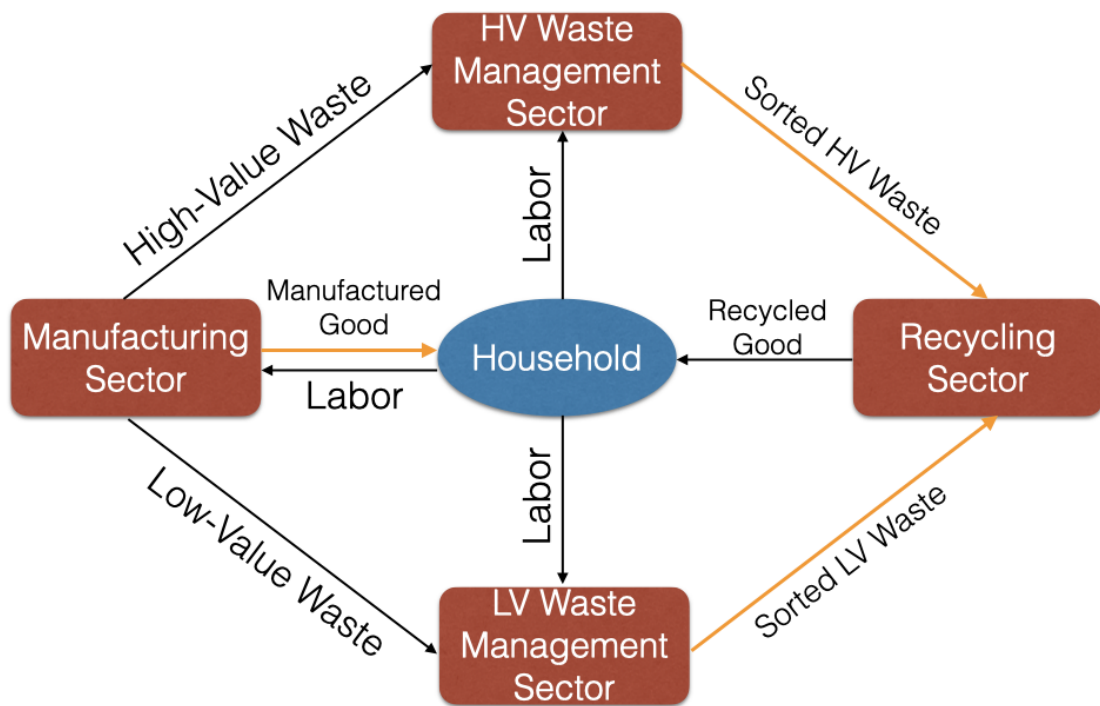 HV Waste
Management
Sector
High-Value Waste
Sorted HV Waste
Labor
Manufacturing
Sector
Manufactured
Good
Labor
Household
Recycled
Good
Recycling
Sector
Labor
Low-Value Waste
Sorted LV Waste
LV Waste
Management
Sector